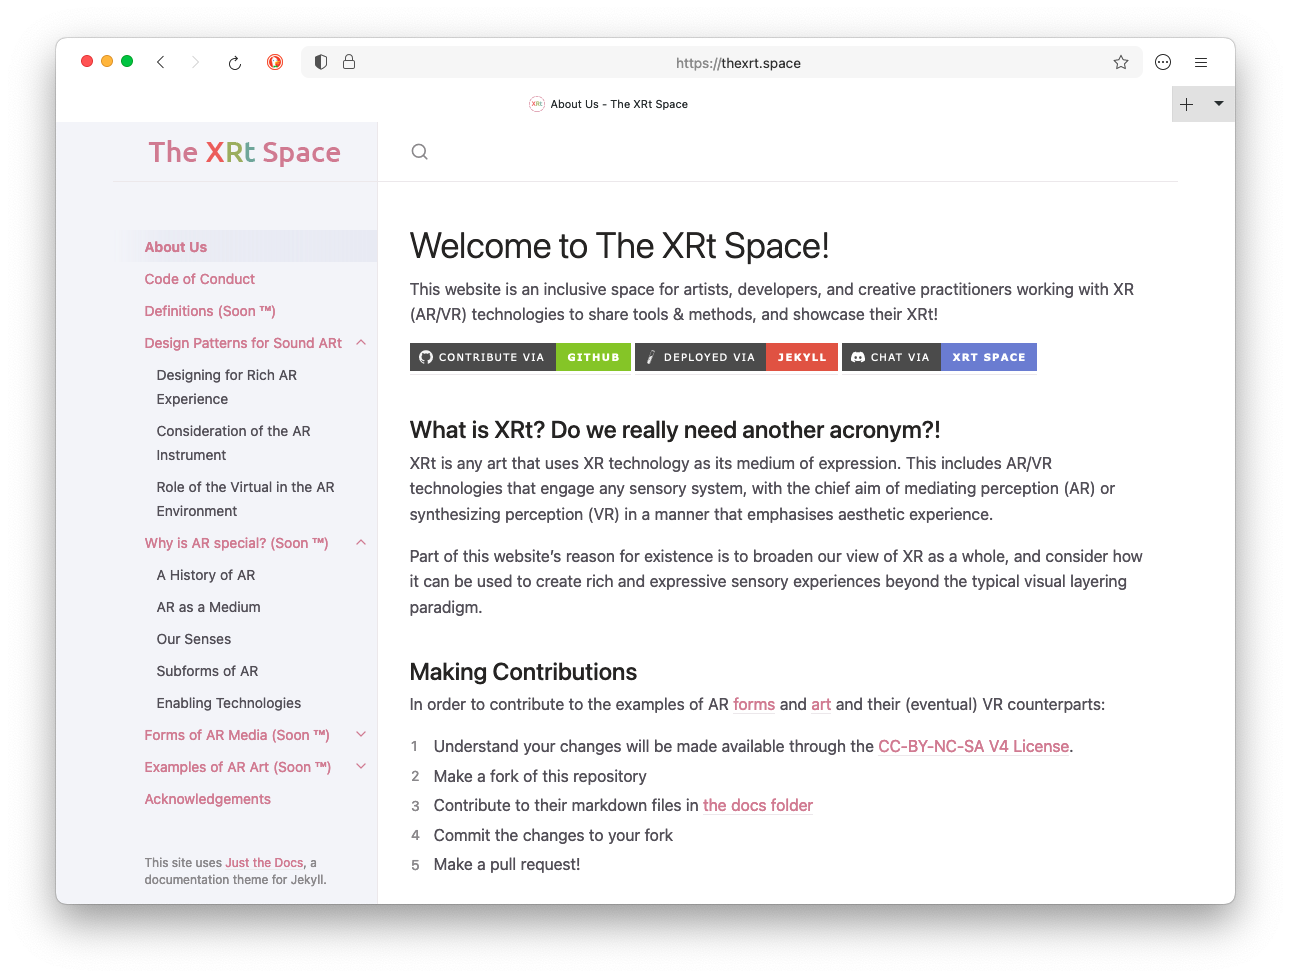 https://thexrt.space
XRt About Us - The XRt Space
The XRt Space
About Us
Code of Conduct
Definitions (Soon ™)
Design Patterns for Sound ARt
Designing for Rich AR
Experience
Consideration of the AR
Instrument
Role of the Virtual in the AR
Environment
Why is AR special? (Soon ™)
A History of AR
AR as a Medium
Our Senses
Subforms of AR
Enabling Technologies
Forms of AR Media (Soon ™)
Examples of AR Art (Soon ™)
Acknowledgements
This site uses Just the Docs, a
documentation theme for Jekyll.
Welcome to The XRt Space!
This website is an inclusive space for artists, developers, and creative practitioners working with XR
(AR/VR) technologies to share tools & methods, and showcase their XRt!
CONTRIBUTE VIA GITHUB DEPLOYED VIA JEKYLL CHAT VIA XRT SPACE
What is XRt? Do we really need another acronym?!
XRt is any art that uses XR technology as its medium of expression. This includes AR/VR
technologies that engage any sensory system, with the chief aim of mediating perception (AR) or
synthesizing perception (VR) in a manner that emphasises aesthetic experience.
Part of this website’s reason for existence is to broaden our view of XR as a whole, and consider how
it can be used to create rich and expressive sensory experiences beyond the typical visual layering
paradigm.
Making Contributions
In order to contribute to the examples of AR forms and art and their (eventual) VR counterparts:
1 Understand your changes will be made available through the CC-BY-NC-SA V4 License.
2 Make a fork of this repository
3 Contribute to their markdown files in the docs folder
4 Commit the changes to your fork
5 Make a pull request!